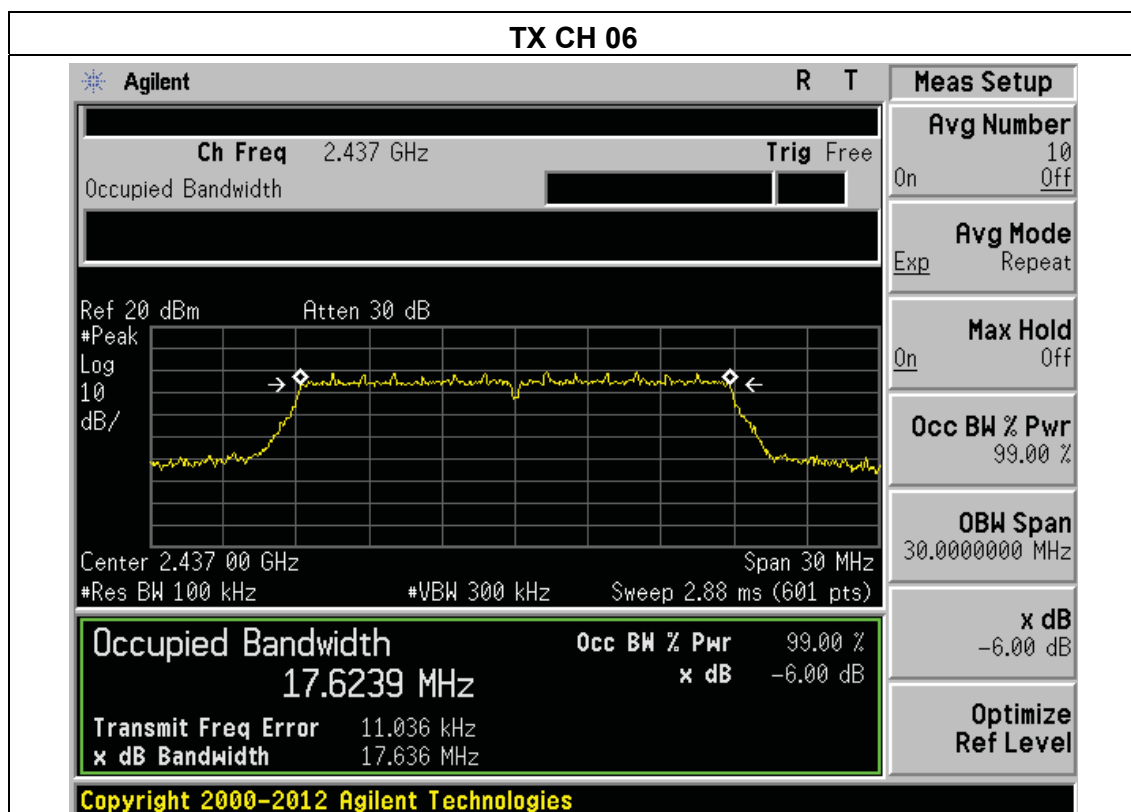 TX CH 06
Agilent R T
Meas Setup
Ch Freq 2.437 GHz Trig Free
Occupied Bandwidth
Avg Number
10
On Off
Avg Mode
Exp Repeat
Max Hold
On Off
Occ BW % Pwr
99.00 %
OBW Span
30.0000000 MHz
x dB
-6.00 dB
Optimize
Ref Level
Ref 20 dBm Atten 30 dB
#Peak
Log
10
dB/
Center 2.437 00 GHz Span 30 MHz
#Res BW 100 kHz #VBW 300 kHz Sweep 2.88 ms (601 pts)
Occupied Bandwidth
17.6239 MHz
Occ BW % Pwr 99.00 %
x dB -6.00 dB
Transmit Freq Error 11.036 kHz
x dB Bandwidth 17.636 MHz
Copyright 2000-2012 Agilent Technologies